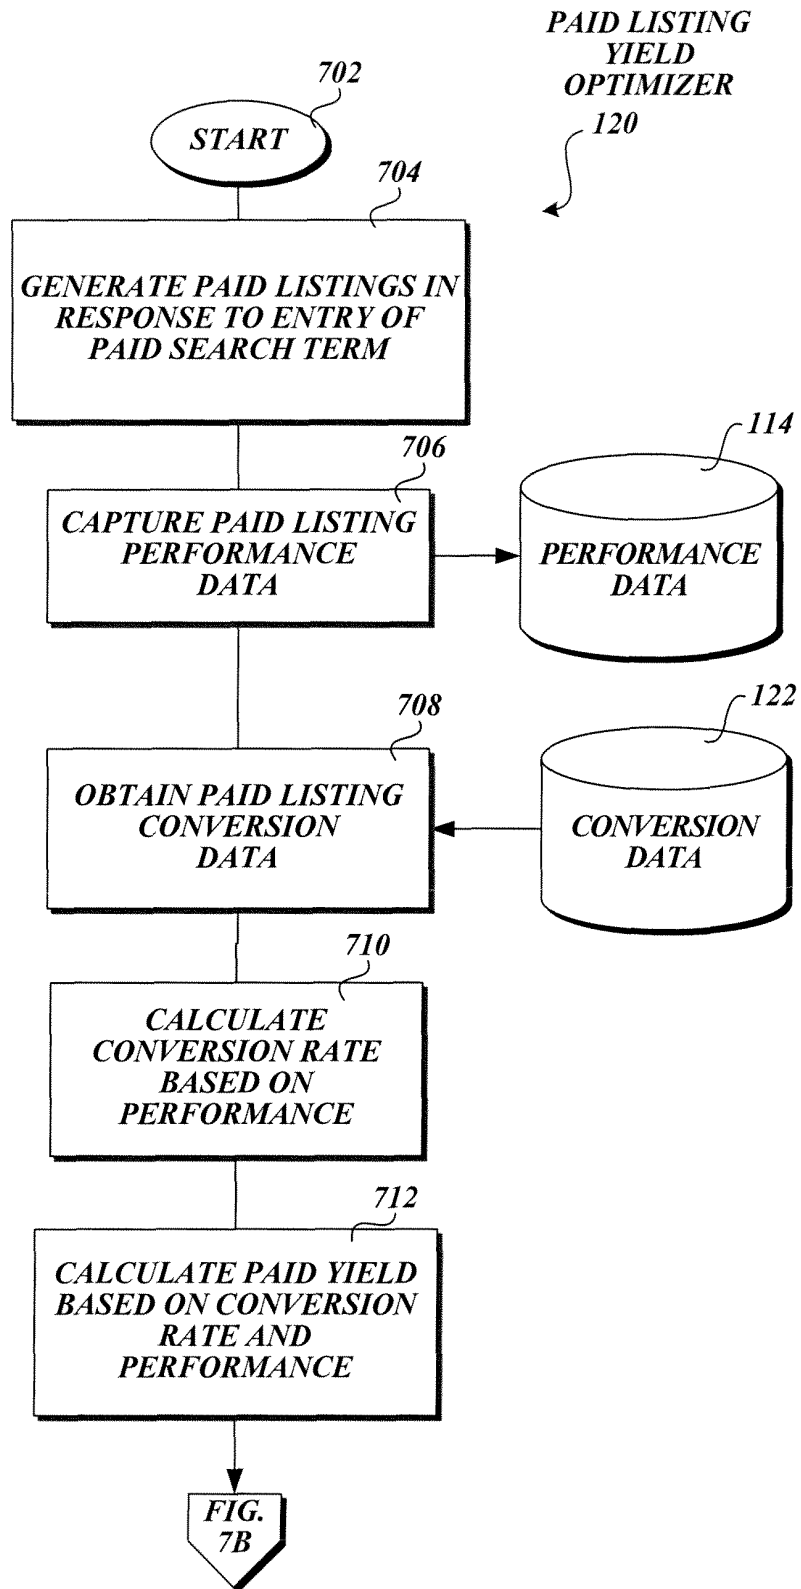 PAID LISTING
YIELD
OPTIMIZER
120
702
START
704
GENERATE PAID LISTINGS IN
RESPONSE TO ENTRY OF
PAID SEARCH TERM
706
CAPTURE PAID LISTING
PERFORMANCE
DATA
114
PERFORMANCE
DATA
708
OBTAIN PAID LISTING
CONVERSION
DATA
122
CONVERSION
DATA
710
CALCULATE
CONVERSION RATE
BASED ON
PERFORMANCE
712
CALCULATE PAID YIELD
BASED ON CONVERSION
RATE AND
PERFORMANCE
FIG.
7B